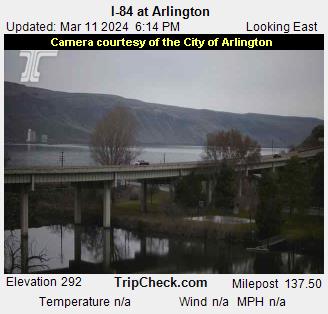 I-84 at Arlington
Updated: Mar 11 2024 6:14 PM Looking East
Camera courtesy of the City of Arlington
Elevation 292 TripCheck.com Milepost 137.50
Temperature n/a Wind n/a MPH n/a